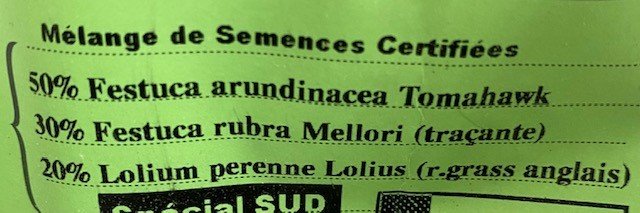 Mélange de Semences Certifiées
50% Festuca arundinacea Tomahawk
30% Festuca rubra Mellori (traçante)
20% Lolium perenne Lolius (r.grass anglais)
Spécial SUD